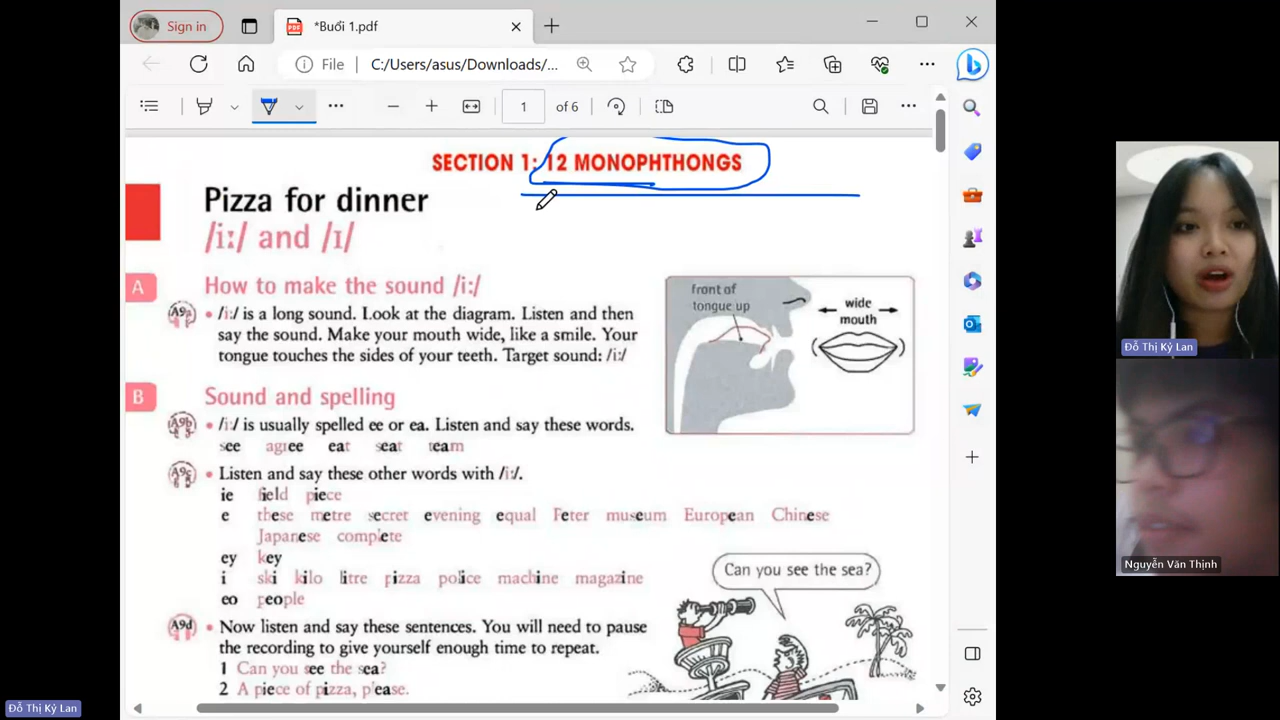 Sign in
*Buổi 1.pdf
File
C:/Users/asus/Downloads/...
1 of 6
SECTION 1: 12 MONOPHTHONGS
Pizza for dinner
/iː/ and /ɪ/
A How to make the sound /iː/
A9a • /iː/ is a long sound. Look at the diagram. Listen and then
say the sound. Make your mouth wide, like a smile. Your
tongue touches the sides of your teeth. Target sound: /iː/
front of
tongue up
wide
mouth
B Sound and spelling
A9b • /iː/ is usually spelled ee or ea. Listen and say these words.
see agree eat seat team
A9c • Listen and say these other words with /iː/.
ie field piece
e these metre secret evening equal Peter museum European Chinese
Japanese complete
ey key
i ski kilo litre pizza police machine magazine
eo people
A9d • Now listen and say these sentences. You will need to pause
the recording to give yourself enough time to repeat.
1 Can you see the sea?
2 A piece of pizza, please.
Can you see the sea?
Đỗ Thị Kỳ Lan
Nguyễn Văn Thịnh
Đỗ Thị Kỳ Lan